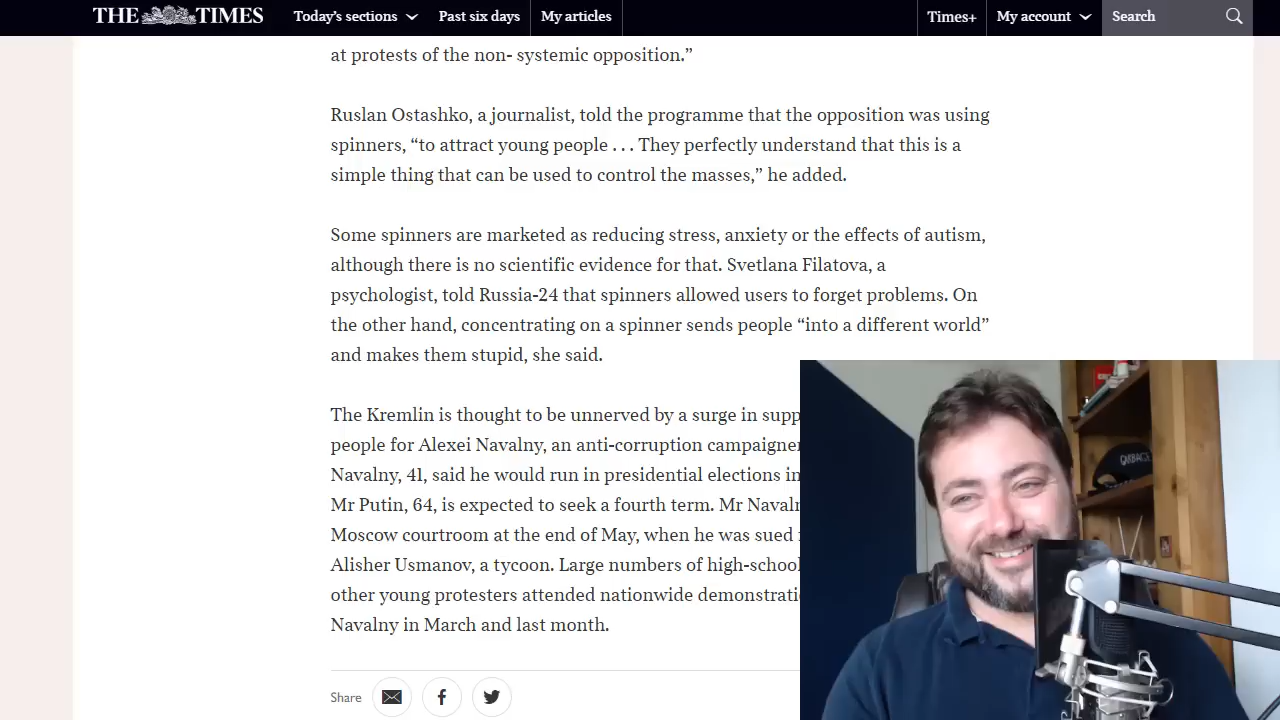 THE TIMES
Today's sections
Past six days
My articles
Times+
My account
Search
at protests of the non- systemic opposition.”
Ruslan Ostashko, a journalist, told the programme that the opposition was using
spinners, “to attract young people . . . They perfectly understand that this is a
simple thing that can be used to control the masses,” he added.
Some spinners are marketed as reducing stress, anxiety or the effects of autism,
although there is no scientific evidence for that. Svetlana Filatova, a
psychologist, told Russia-24 that spinners allowed users to forget problems. On
the other hand, concentrating on a spinner sends people “into a different world”
and makes them stupid, she said.
The Kremlin is thought to be unnerved by a surge in supp
people for Alexei Navalny, an anti-corruption campaigne
Navalny, 41, said he would run in presidential elections in
Mr Putin, 64, is expected to seek a fourth term. Mr Navaln
Moscow courtroom at the end of May, when he was sued
Alisher Usmanov, a tycoon. Large numbers of high-school
other young protesters attended nationwide demonstrati
Navalny in March and last month.
Share